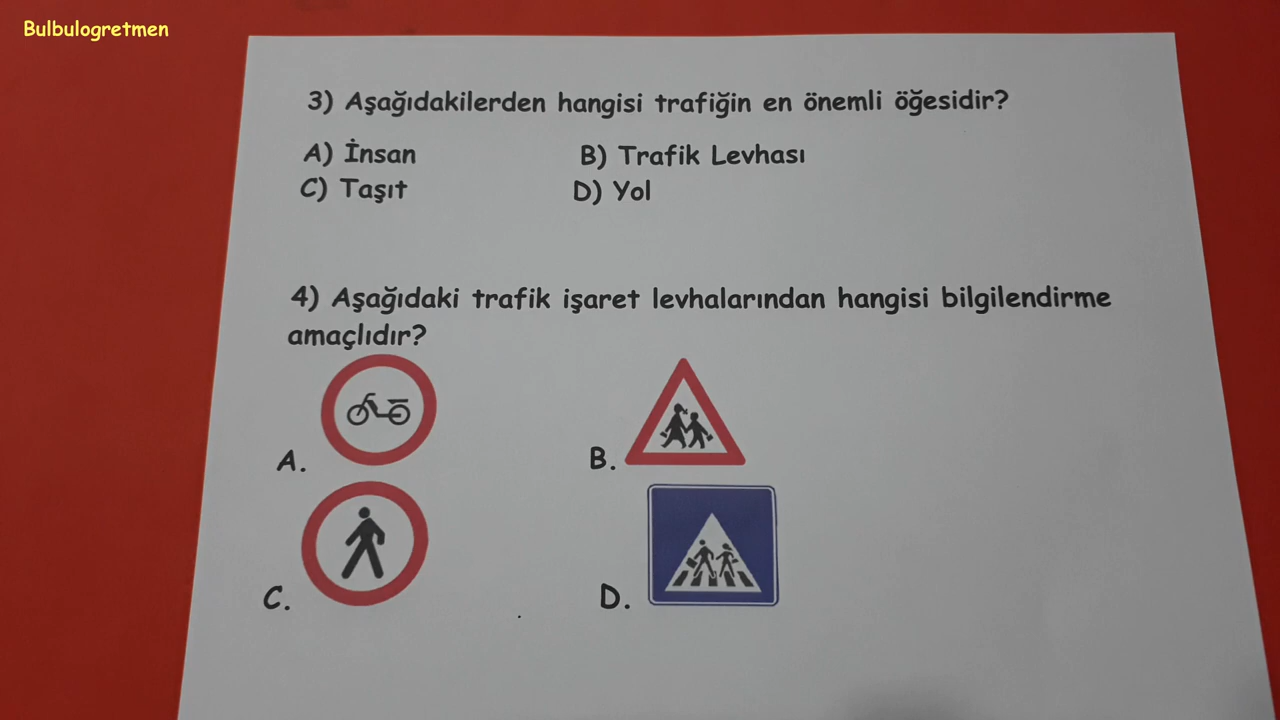 Bulbulogretmen
3) Aşağıdakilerden hangisi trafiğin en önemli öğesidir?
A) İnsan B) Trafik Levhası
C) Taşıt D) Yol
4) Aşağıdaki trafik işaret levhalarından hangisi bilgilendirme
amaçlıdır?
A. B.
C. D.